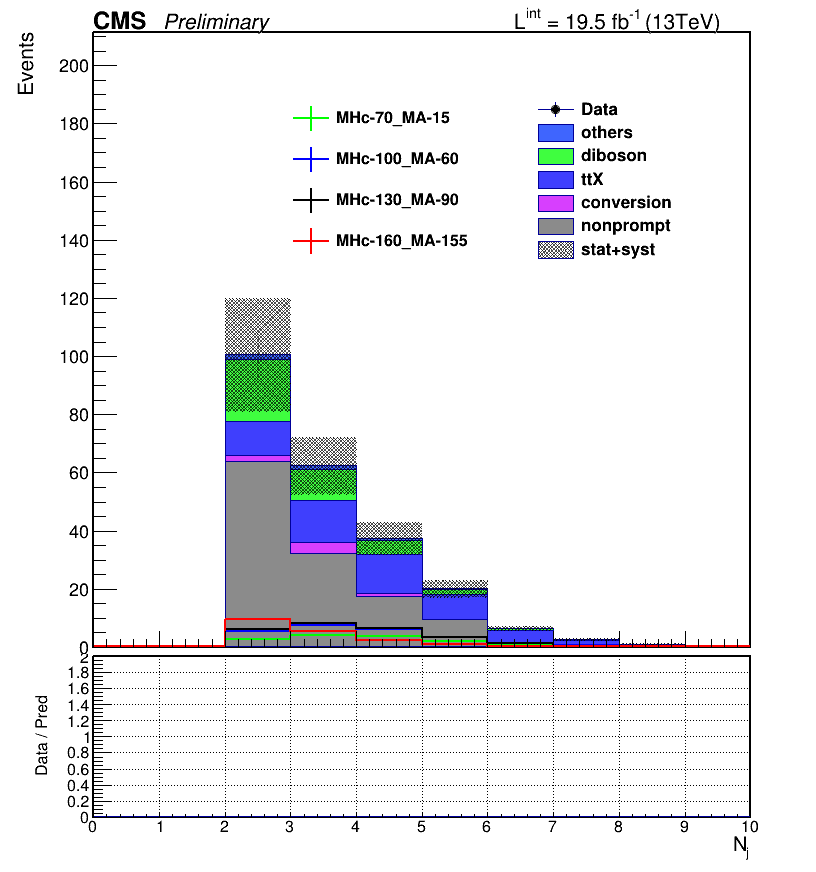 CMS Preliminary L^int = 19.5 fb^-1 (13TeV)
Events
200
180
160
140
120
100
80
60
40
20
0
MHc-70_MA-15
MHc-100_MA-60
MHc-130_MA-90
MHc-160_MA-155
Data
others
diboson
ttX
conversion
nonprompt
stat+syst
Data / Pred
2
1.8
1.6
1.4
1.2
1
0.8
0.6
0.4
0.2
0
0 1 2 3 4 5 6 7 8 9 10
N_j